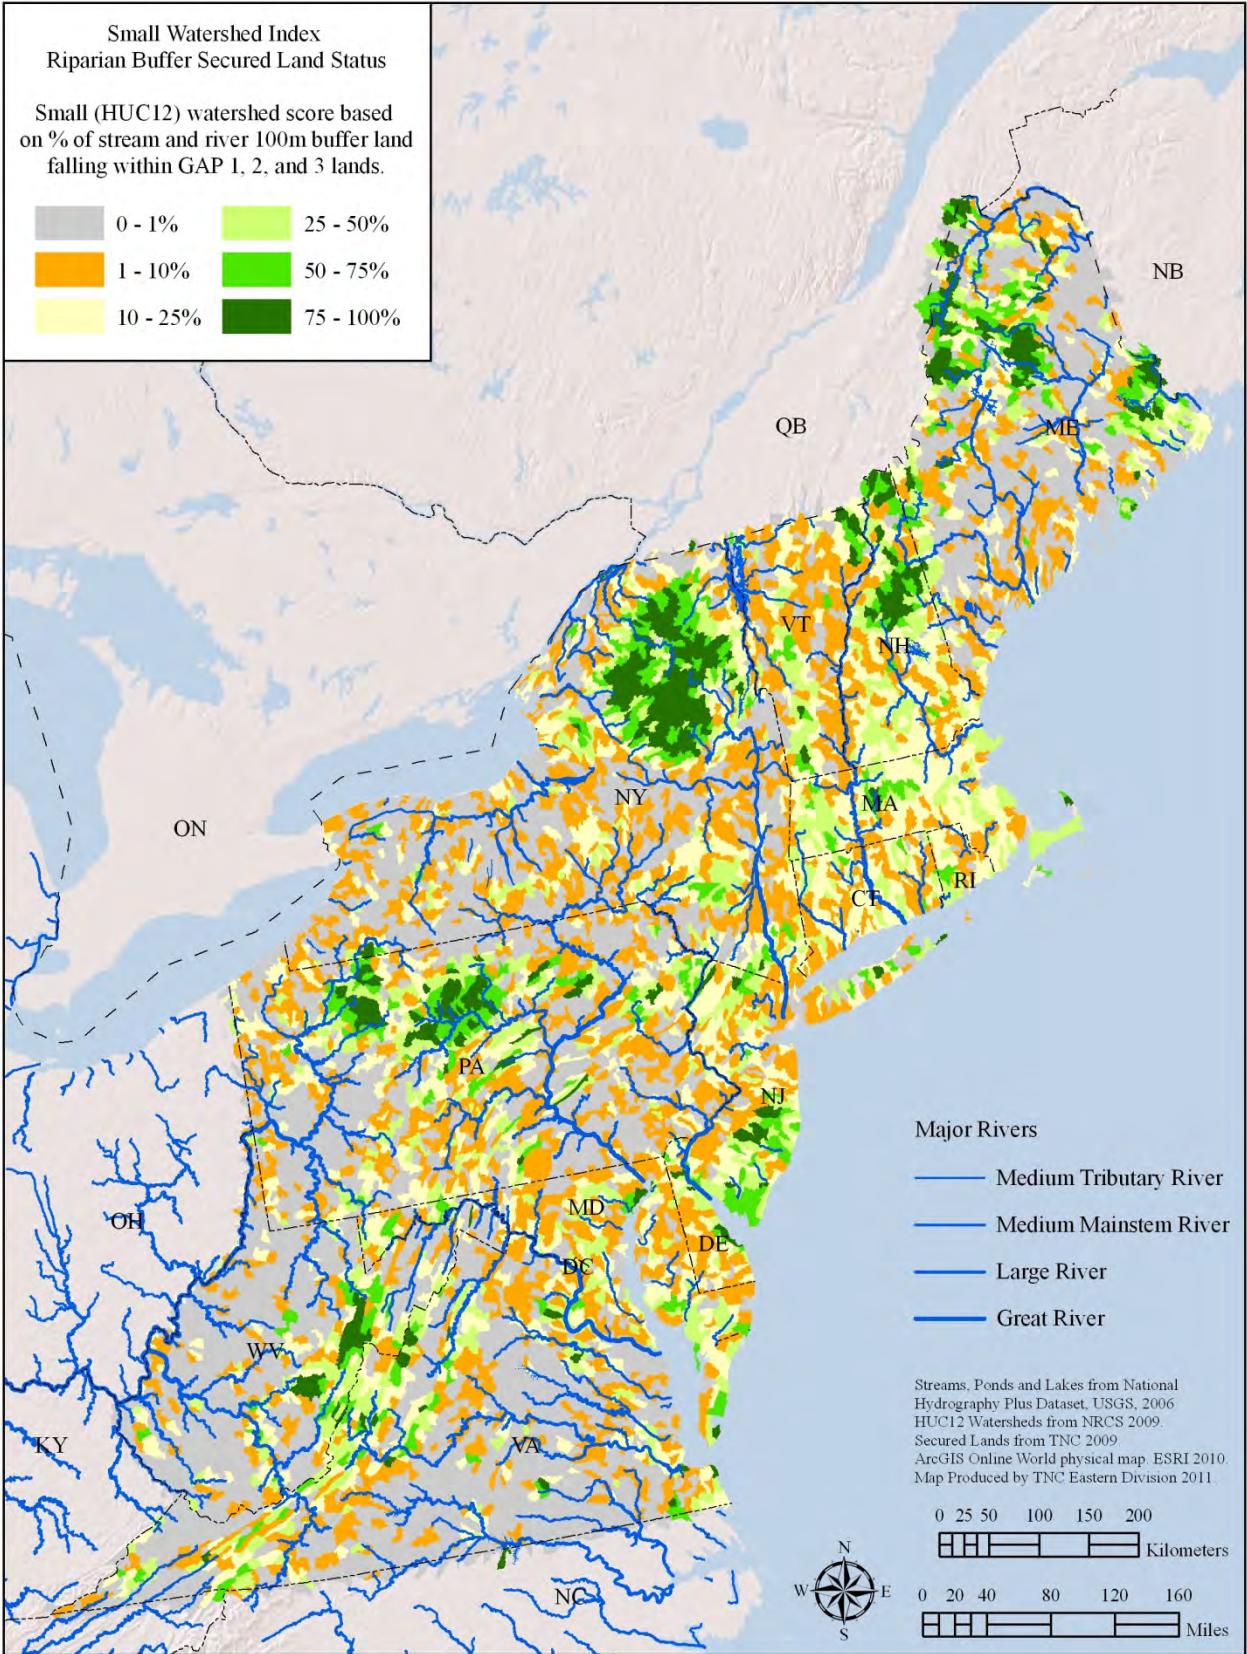 Small Watershed Index
Riparian Buffer Secured Land Status
Small (HUC12) watershed score based
on % of stream and river 100m buffer land
falling within GAP 1, 2, and 3 lands.
0 - 1%
25 - 50%
1 - 10%
50 - 75%
10 - 25%
75 - 100%
NB
QB
ME
VT
NH
NY
MA
ON
CT
RI
PA
NJ
OH
MD
DE
DC
WV
KY
VA
NC
Major Rivers
Medium Tributary River
Medium Mainstem River
Large River
Great River
Streams, Ponds and Lakes from National
Hydrography Plus Dataset, USGS, 2006
HUC12 Watersheds from NRCS 2009.
Secured Lands from TNC 2009
ArcGIS Online World physical map. ESRI 2010.
Map Produced by TNC Eastern Division 2011.
0 25 50 100 150 200
Kilometers
0 20 40 80 120 160
Miles
N
W E
S